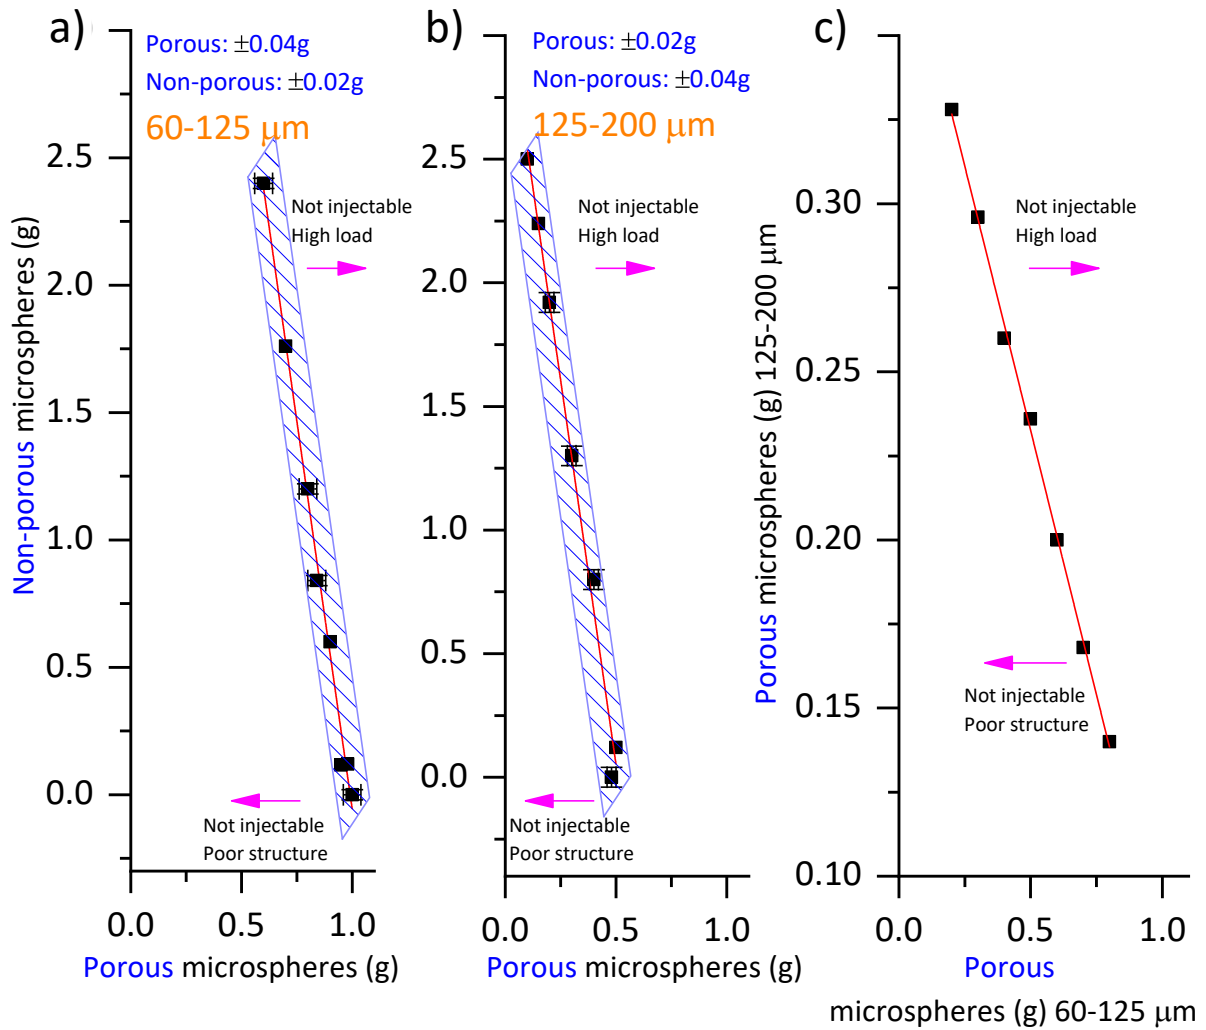 a)
Porous: ±0.04g
Non-porous: ±0.02g
60-125 μm
Not injectable
High load
Not injectable
Poor structure
2.5
2.0
1.5
1.0
0.5
0.0
Non-porous microspheres (g)
0.0 0.5 1.0
Porous microspheres (g)
b)
Porous: ±0.02g
Non-porous: ±0.04g
125-200 μm
Not injectable
High load
Not injectable
Poor structure
2.5
2.0
1.5
1.0
0.5
0.0
0.0 0.5 1.0
Porous microspheres (g)
c)
Not injectable
High load
Not injectable
Poor structure
0.30
0.25
0.20
0.15
0.10
Porous microspheres (g) 125-200 μm
0.0 0.5 1.0
Porous
microspheres (g) 60-125 μm